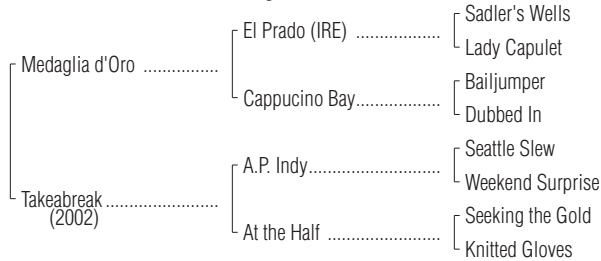 Sadler's Wells
El Prado (IRE) ..................
Lady Capulet
Medaglia d'Oro ................
Bailjumper
Cappucino Bay..................
Dubbed In
Seattle Slew
A.P. Indy............................
Weekend Surprise
Takeabreak ........................
(2002)
Seeking the Gold
At the Half ........................
Knitted Gloves